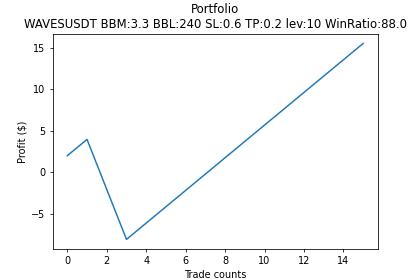 Portfolio
WAVESUSDT BBM:3.3 BBL:240 SL:0.6 TP:0.2 lev:10 WinRatio:88.0
15
10
5
0
−5
Profit ($)
0 2 4 6 8 10 12 14
Trade counts